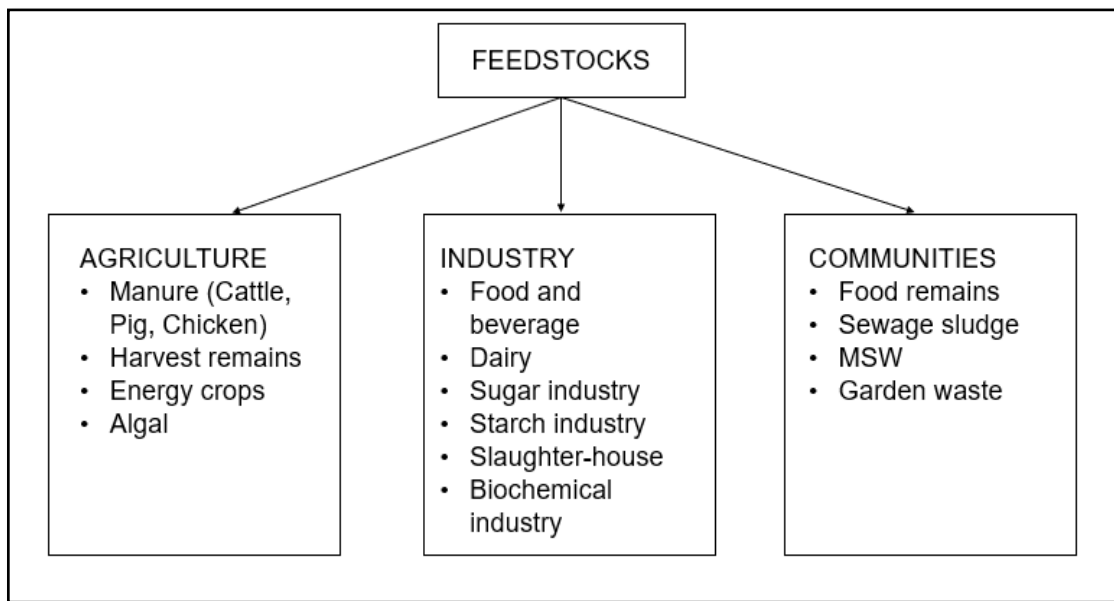 FEEDSTOCKS
AGRICULTURE
• Manure (Cattle,
Pig, Chicken)
• Harvest remains
• Energy crops
• Algal
INDUSTRY
• Food and
beverage
• Dairy
• Sugar industry
• Starch industry
• Slaughter-house
• Biochemical
industry
COMMUNITIES
• Food remains
• Sewage sludge
• MSW
• Garden waste